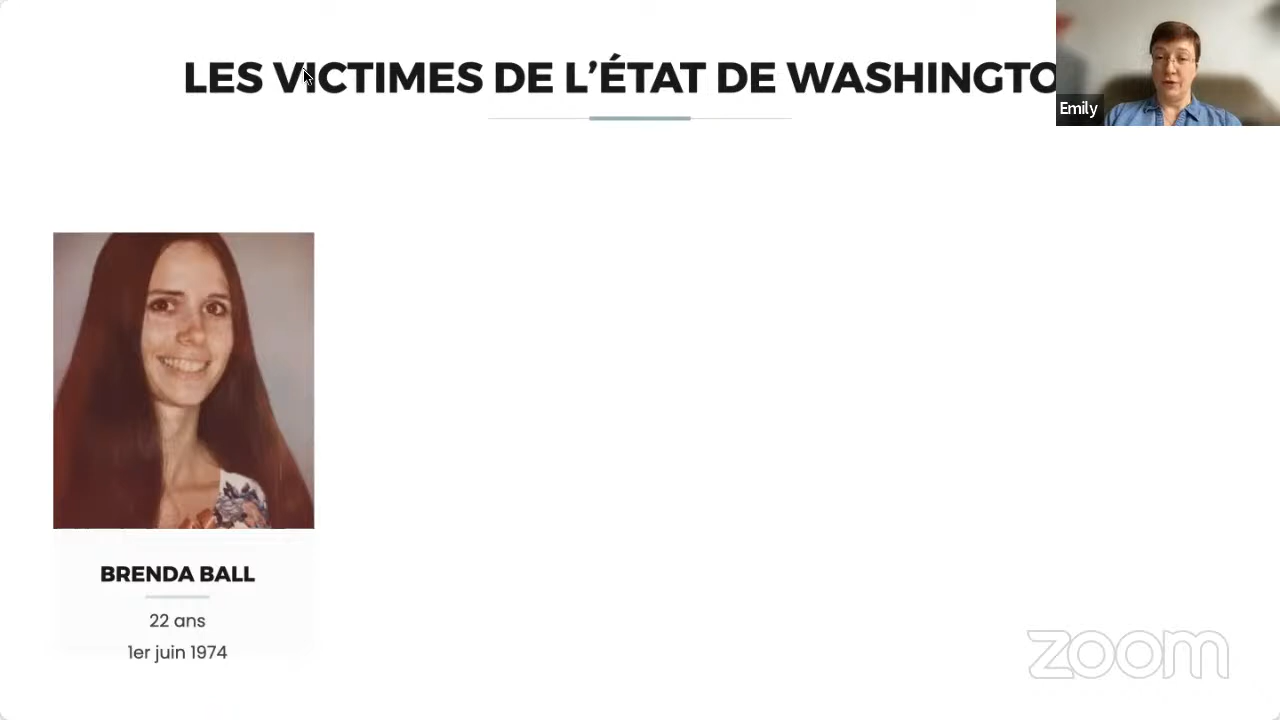 LES VICTIMES DE L’ÉTAT DE WASHINGTO
Emily
BRENDA BALL
22 ans
1er juin 1974
zoom